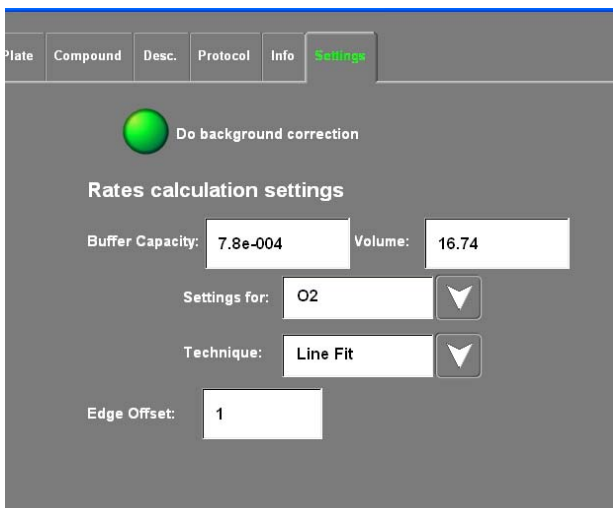 Plate Compound Desc. Protocol Info Settings
Do background correction
Rates calculation settings
Buffer Capacity: 7.8e-004 Volume: 16.74
Settings for: O2
Technique: Line Fit
Edge Offset: 1